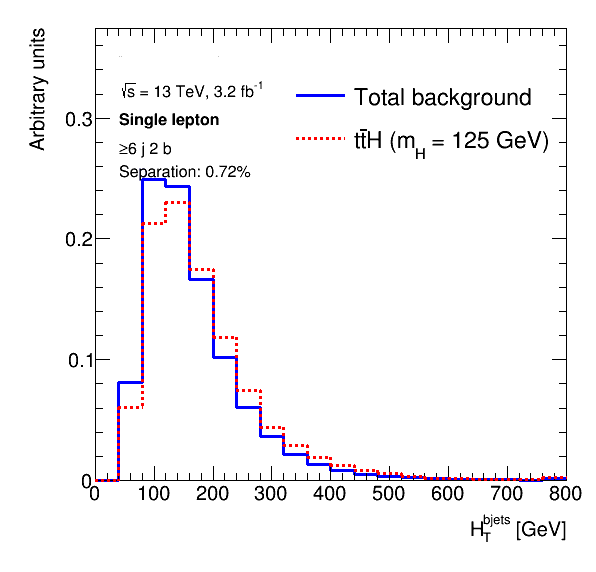 Arbitrary units
√s = 13 TeV, 3.2 fb⁻¹
Single lepton
≥6 j 2 b
Separation: 0.72%
Total background
tt̄H (m_H = 125 GeV)
0.3
0.2
0.1
0
0 100 200 300 400 500 600 700 800
H_T^bjets [GeV]